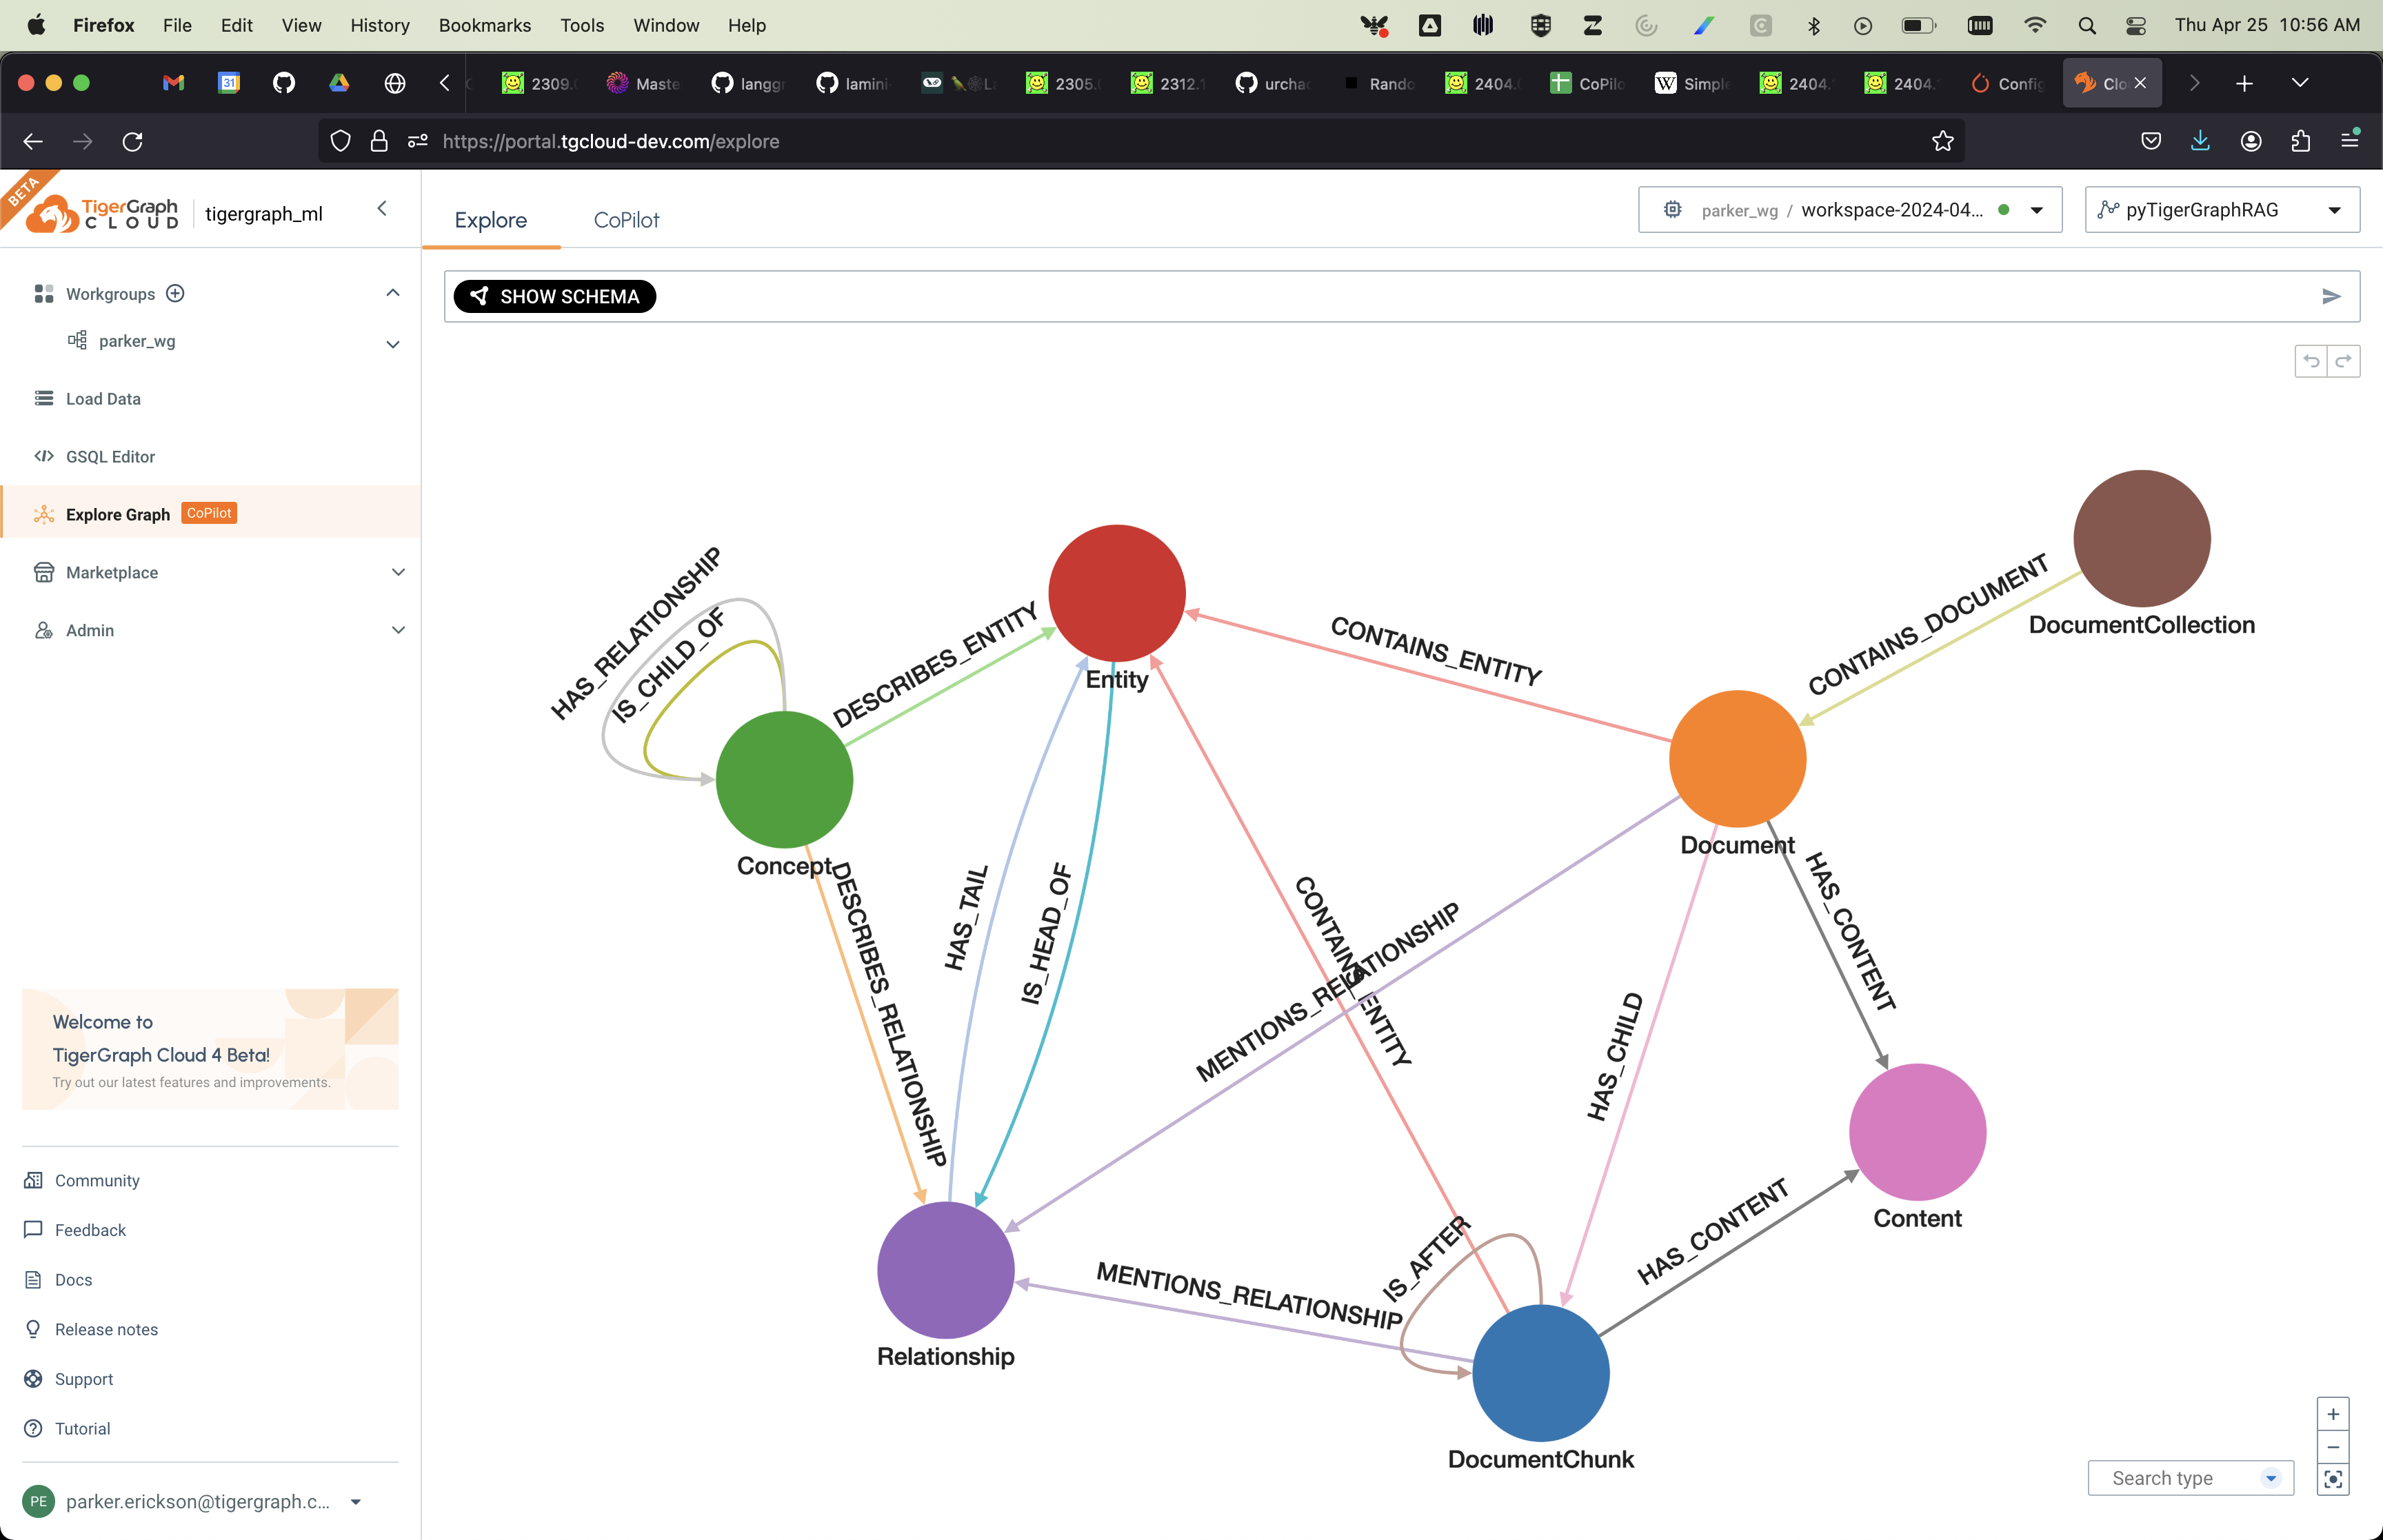 Firefox File Edit View History Bookmarks Tools Window Help Thu Apr 25 10:56 AM
31 2309. Maste langgr lamini 2305. 2312.1 urchad Rando 2404. CoPilo W Simple 2404. 2404. Config Clo
https://portal.tgcloud-dev.com/explore
BETA
TigerGraph
CLOUD
tigergraph_ml
Explore CoPilot
parker_wg / workspace-2024-04... pyTigerGraphRAG
SHOW SCHEMA
Workgroups
parker_wg
Load Data
GSQL Editor
Explore Graph CoPilot
Marketplace
Admin
Welcome to
TigerGraph Cloud 4 Beta!
Try out our latest features and improvements.
Community
Feedback
Docs
Release notes
Support
Tutorial
PE parker.erickson@tigergraph.c...
HAS_RELATIONSHIP
IS_CHILD_OF
DESCRIBES_ENTITY
Entity
CONTAINS_ENTITY
CONTAINS_DOCUMENT
DocumentCollection
Concept
Document
DESCRIBES_RELATIONSHIP
HAS_TAIL
IS_HEAD_OF
CONTAINS_ENTITY
MENTIONS_RELATIONSHIP
HAS_CHILD
HAS_CONTENT
Content
HAS_CONTENT
IS_AFTER
MENTIONS_RELATIONSHIP
Relationship
DocumentChunk
Search type